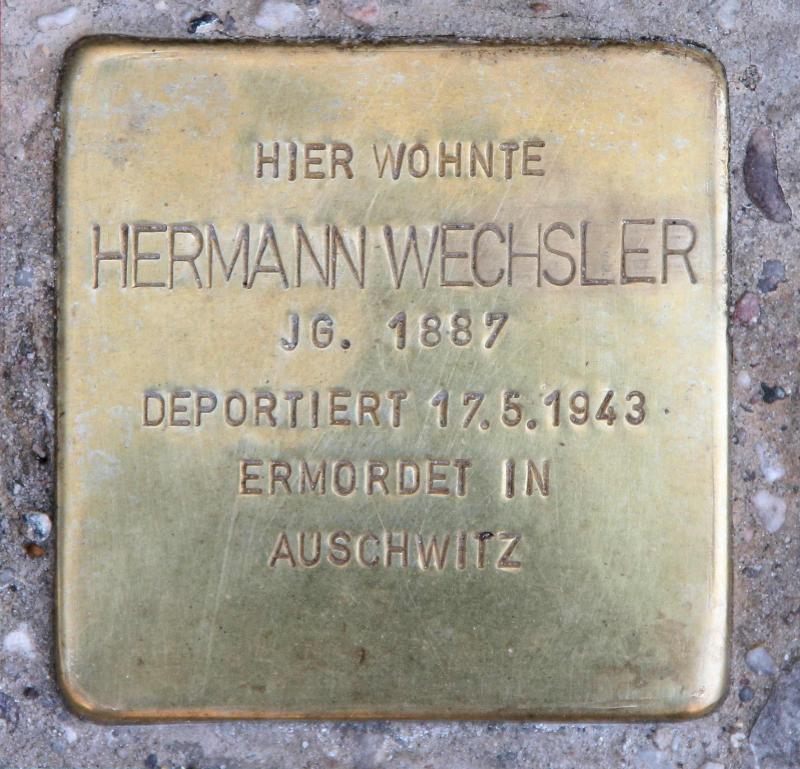 HIER WOHNTE
HERMANN WECHSLER
JG. 1887
DEPORTIERT 17.5.1943
ERMORDET IN
AUSCHWITZ